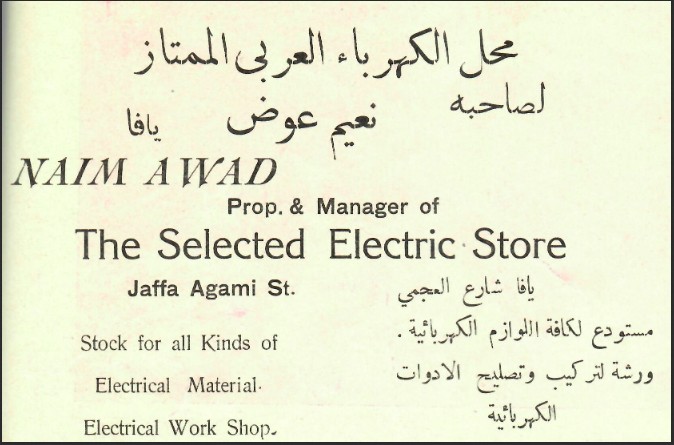 محل الكهرباء العربى الممتاز
لصاحبه
نعيم عوض يافا
NAIM AWAD
Prop. & Manager of
The Selected Electric Store
Jaffa Agami St.
يافا شارع العجمي
Stock for all Kinds of
Electrical Material.
Electrical Work Shop.
مستودع لكافة اللوازم الكهربائية .
ورشة لتركيب وتصليح الادوات
الكهربائية